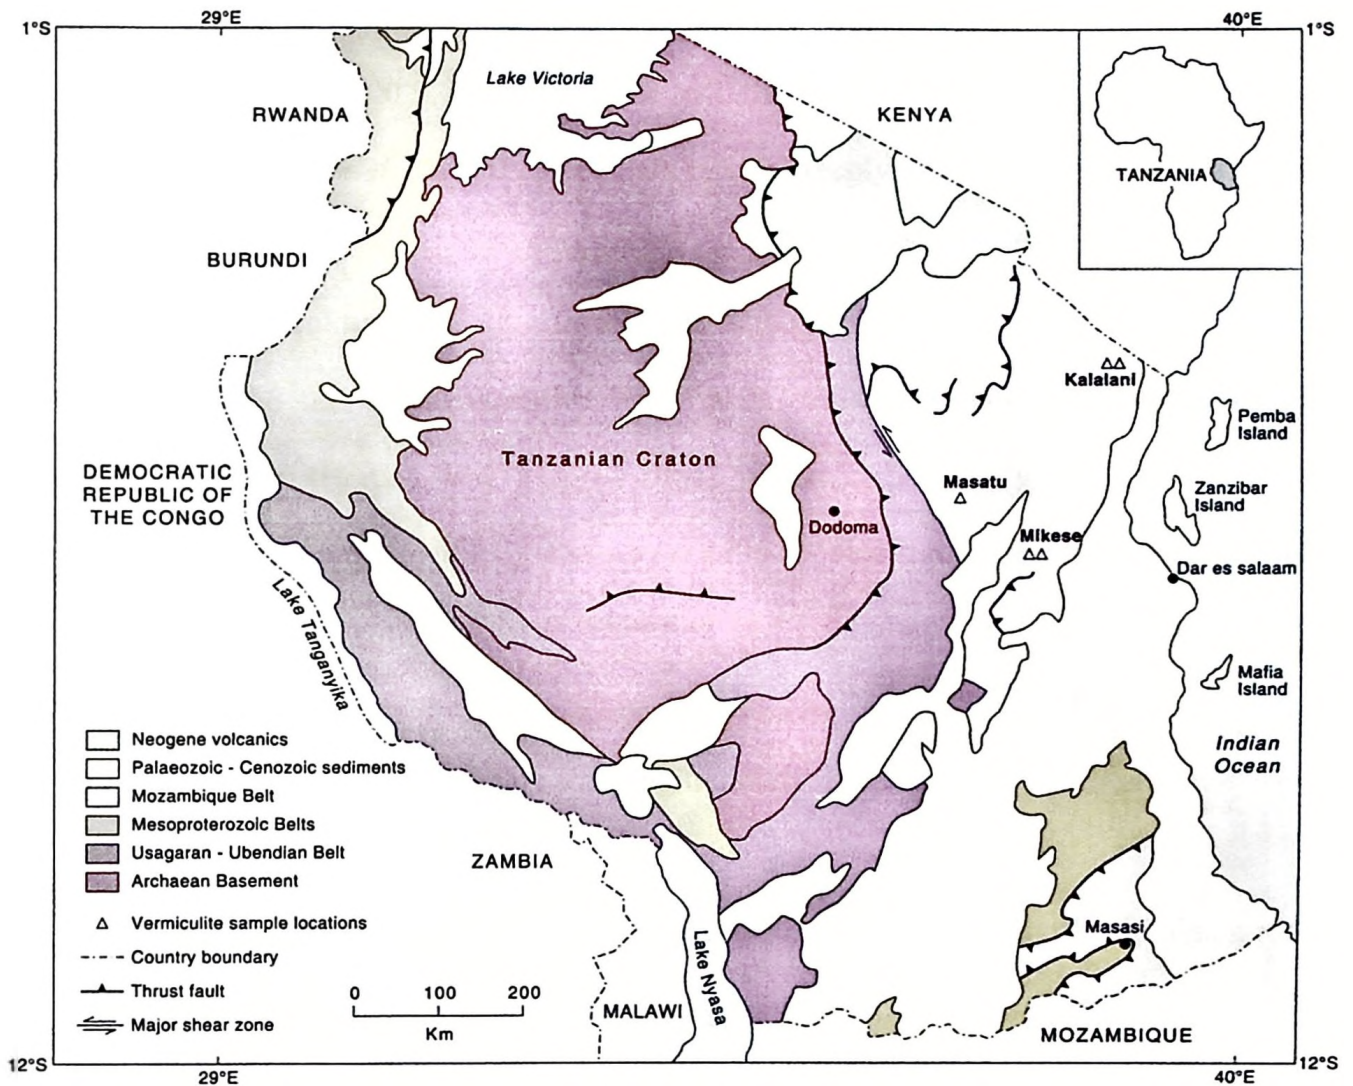 29°E
40°E
1°S
1°S
Lake Victoria
RWANDA
KENYA
TANZANIA
BURUNDI
Kalalani
Pemba
Island
Tanzanian Craton
DEMOCRATIC
REPUBLIC OF
THE CONGO
Masatu
Zanzibar
Island
Dodoma
Mikese
Dar es salaam
Lake Tanganyika
Mafia
Island
Neogene volcanics
Palaeozoic - Cenozoic sediments
Mozambique Belt
Mesoproterozoic Belts
Usagaran - Ubendian Belt
Archaean Basement
Indian
Ocean
ZAMBIA
Vermiculite sample locations
Country boundary
Thrust fault
Major shear zone
0 100 200
Km
Masasi
Lake Nyasa
MALAWI
MOZAMBIQUE
12°S
12°S
29°E
40°E